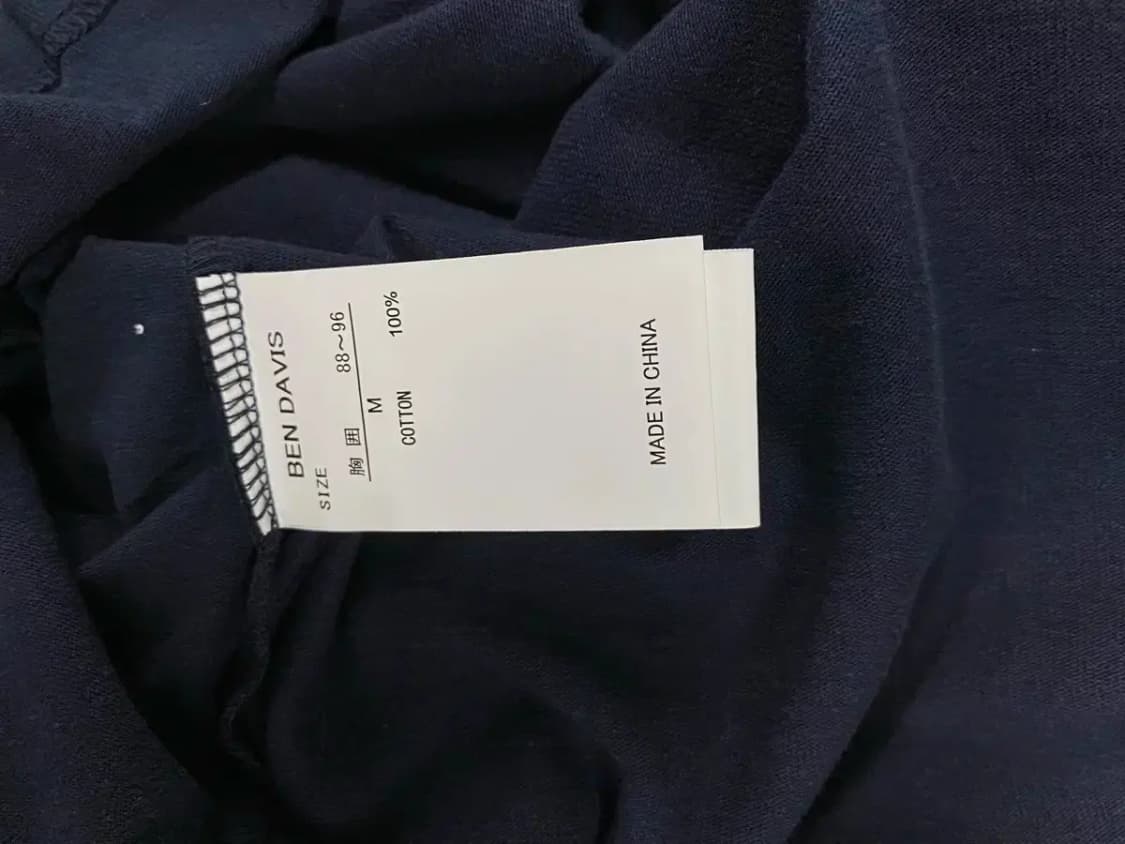 BEN DAVIS
SIZE
胸 囲 88～96
M
COTTON 100%
MADE IN CHINA